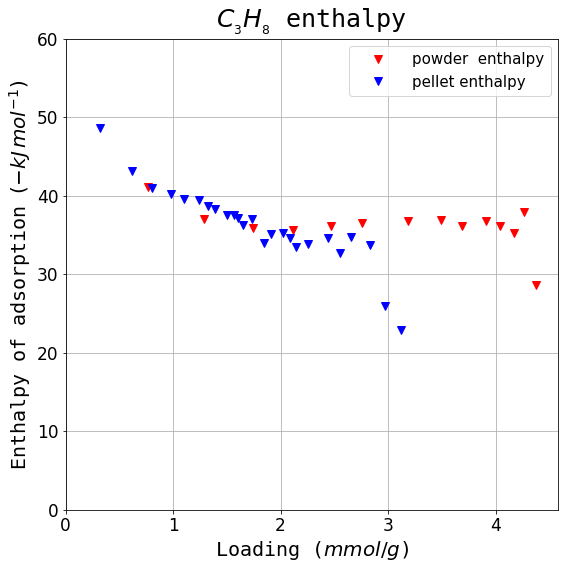 C₃H₈ enthalpy
powder  enthalpy
pellet enthalpy
Enthalpy of adsorption (−kJmol⁻¹)
60
50
40
30
20
10
0
0 1 2 3 4
Loading (mmol/g)